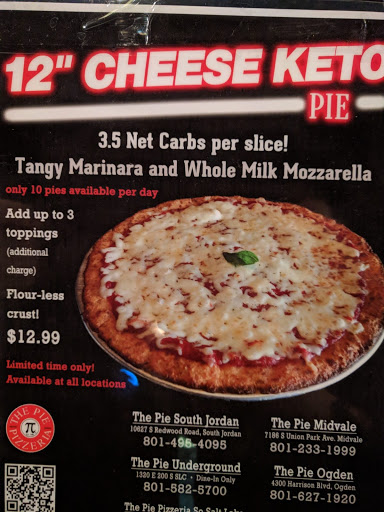 12" CHEESE KETO
PIE
3.5 Net Carbs per slice!
Tangy Marinara and Whole Milk Mozzarella
only 10 pies available per day
Add up to 3
toppings
(additional
charge)
Flour-less
crust!
$12.99
Limited time only!
Available at all locations
THE PIE
PIZZERIA
π
The Pie South Jordan
10627 S Redwood Road, South Jordan
801-495-4095
The Pie Midvale
7186 S Union Park Ave. Midvale
801-233-1999
The Pie Underground
1320 E 200 S SLC • Dine-In Only
801-582-5700
The Pie Ogden
4300 Harrison Blvd, Ogden
801-627-1920
The Pie Pizzeria So Salt Lake